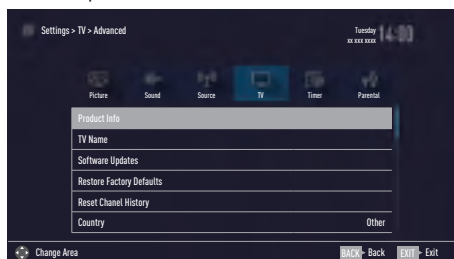 Settings > TV > Advanced
Tuesday
xx xxx xxxx
14:00
Picture
Sound
Source
TV
Timer
Parental
Product Info
TV Name
Software Updates
Restore Factory Defaults
Reset Chanel History
Country Other
Change Area
BACK Back
EXIT Exit